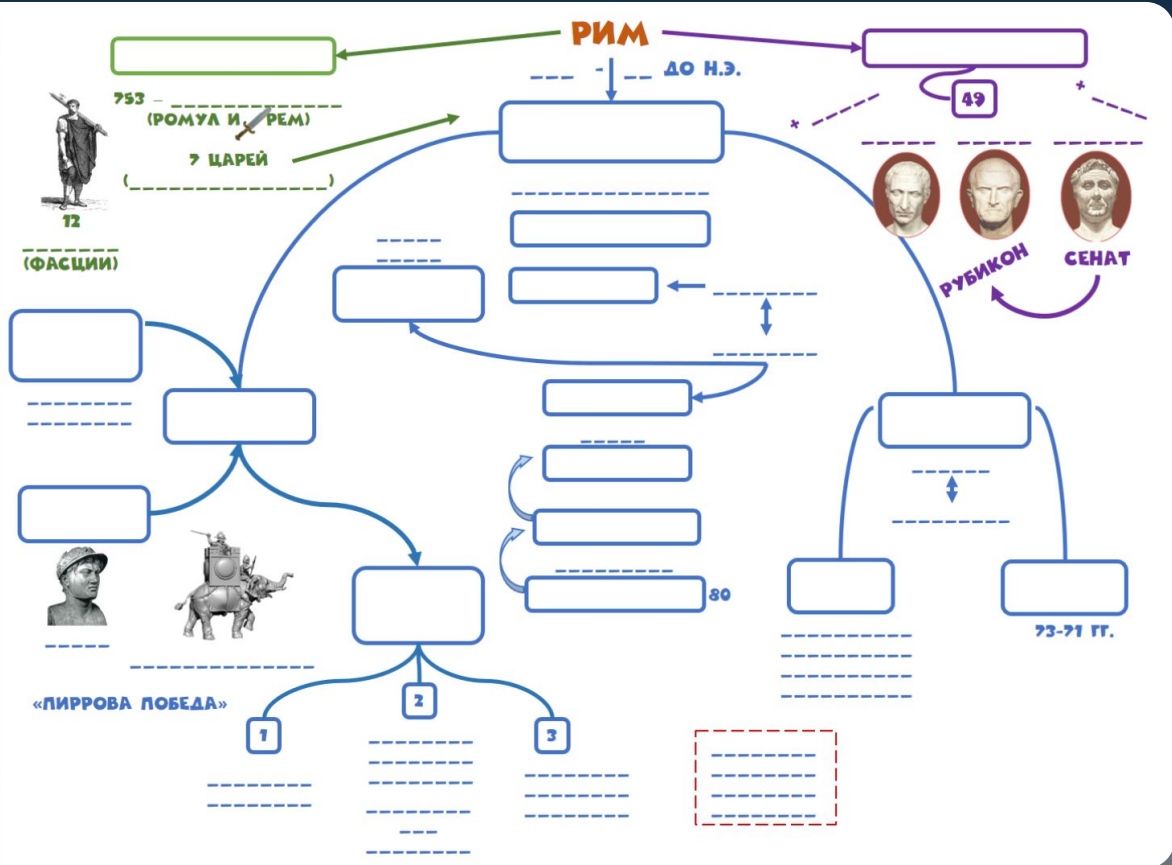 РИМ
ДО Н.Э.
753 –
(РОМУЛ И РЕМ)
7 ЦАРЕЙ
12
(ФАСЦИИ)
49
РУБИКОН
СЕНАТ
80
73-71 ГГ.
«ПИРРОВА ПОБЕДА»
1
2
3